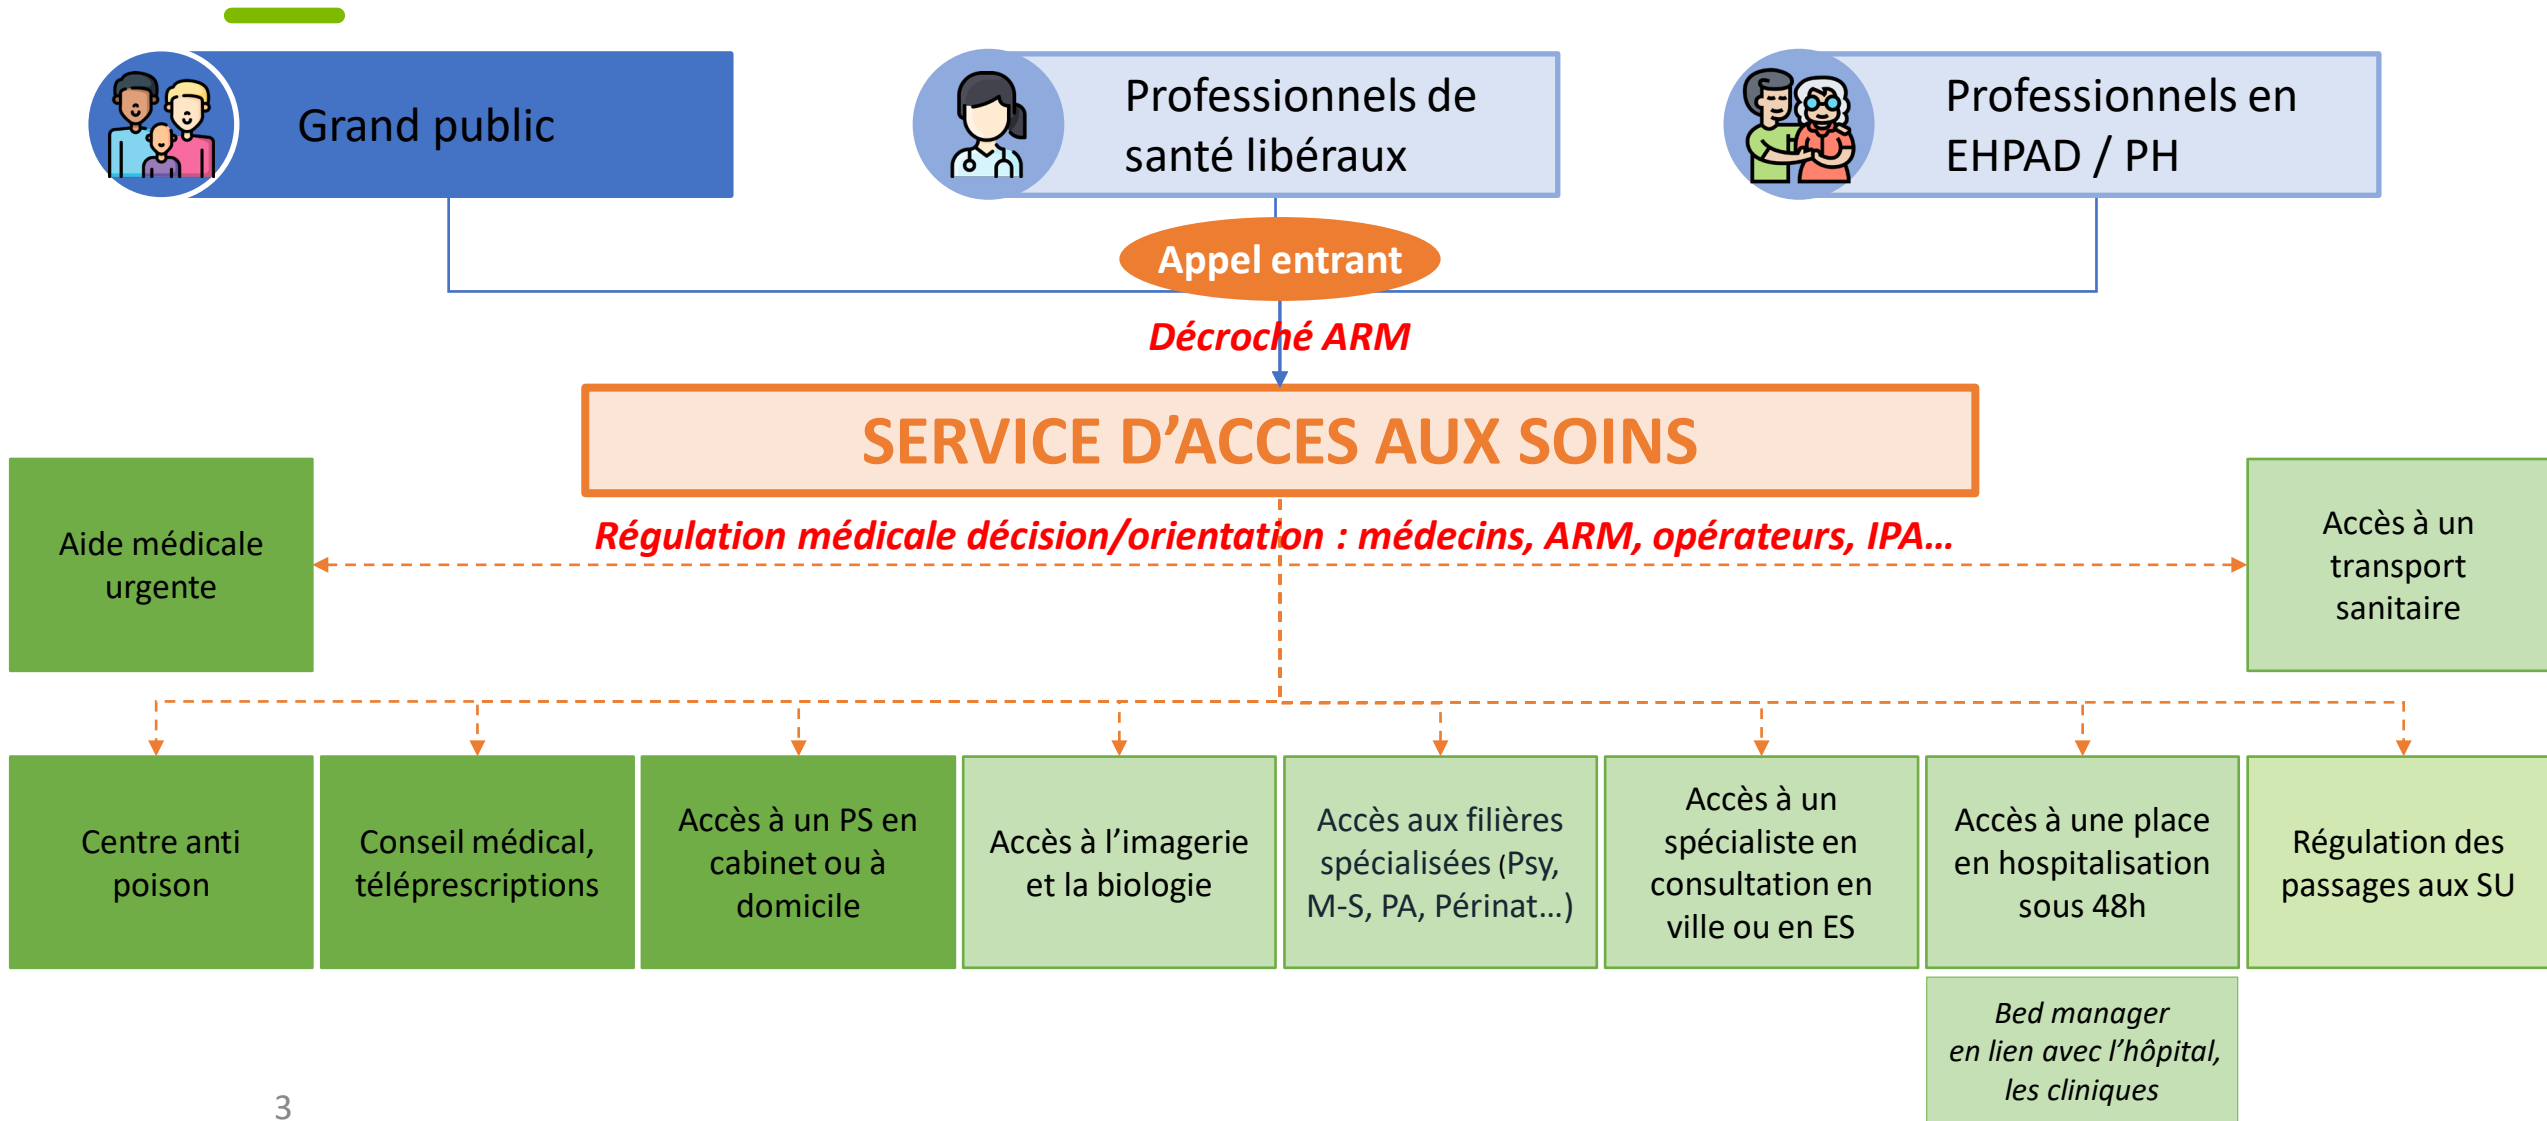 Grand public
Professionnels de
santé libéraux
Professionnels en
EHPAD / PH
Appel entrant
Décroché ARM
SERVICE D’ACCES AUX SOINS
Régulation médicale décision/orientation : médecins, ARM, opérateurs, IPA…
Aide médicale
urgente
Accès à un
transport
sanitaire
Centre anti
poison
Conseil médical,
téléprescriptions
Accès à un PS en
cabinet ou à
domicile
Accès à l’imagerie
et la biologie
Accès aux filières
spécialisées (Psy,
M-S, PA, Périnat…)
Accès à un
spécialiste en
consultation en
ville ou en ES
Accès à une place
en hospitalisation
sous 48h
Régulation des
passages aux SU
Bed manager
en lien avec l’hôpital,
les cliniques
3